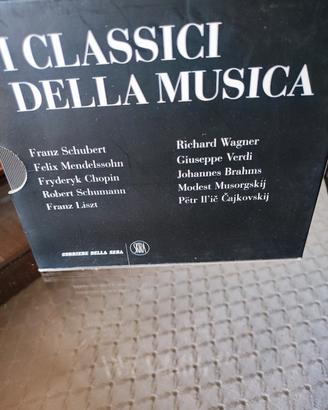 I CLASSICI
DELLA MUSICA
Franz Schubert
Felix Mendelssohn
Fryderyk Chopin
Robert Schumann
Franz Liszt
Richard Wagner
Giuseppe Verdi
Johannes Brahms
Modest Musorgskij
Pëtr Il'ič Čajkovskij
CORRIERE DELLA SERA
SKIRA